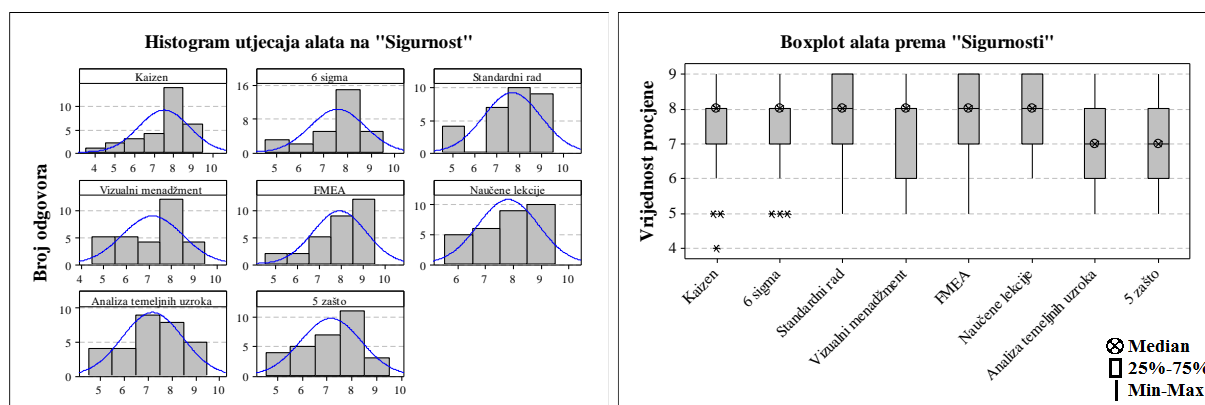 Histogram utjecaja alata na "Sigurnost"
Broj odgovora
Kaizen
10
5
0
4 5 6 7 8 9 10
6 sigma
16
8
0
5 6 7 8 9 10
Standardni rad
10
5
0
5 6 7 8 9 10
Vizualni menadžment
10
5
0
4 5 6 7 8 9 10
FMEA
10
5
0
5 6 7 8 9 10
Naučene lekcije
10
5
0
6 7 8 9 10
Analiza temeljnih uzroka
10
5
0
5 6 7 8 9 10
5 zašto
10
5
0
5 6 7 8 9 10
Boxplot alata prema "Sigurnosti"
Vrijednost procjene
9
8
7
6
5
4
Kaizen
6 sigma
Standardni rad
Vizualni menadžment
FMEA
Naučene lekcije
Analiza temeljnih uzroka
5 zašto
Median
25%-75%
Min-Max